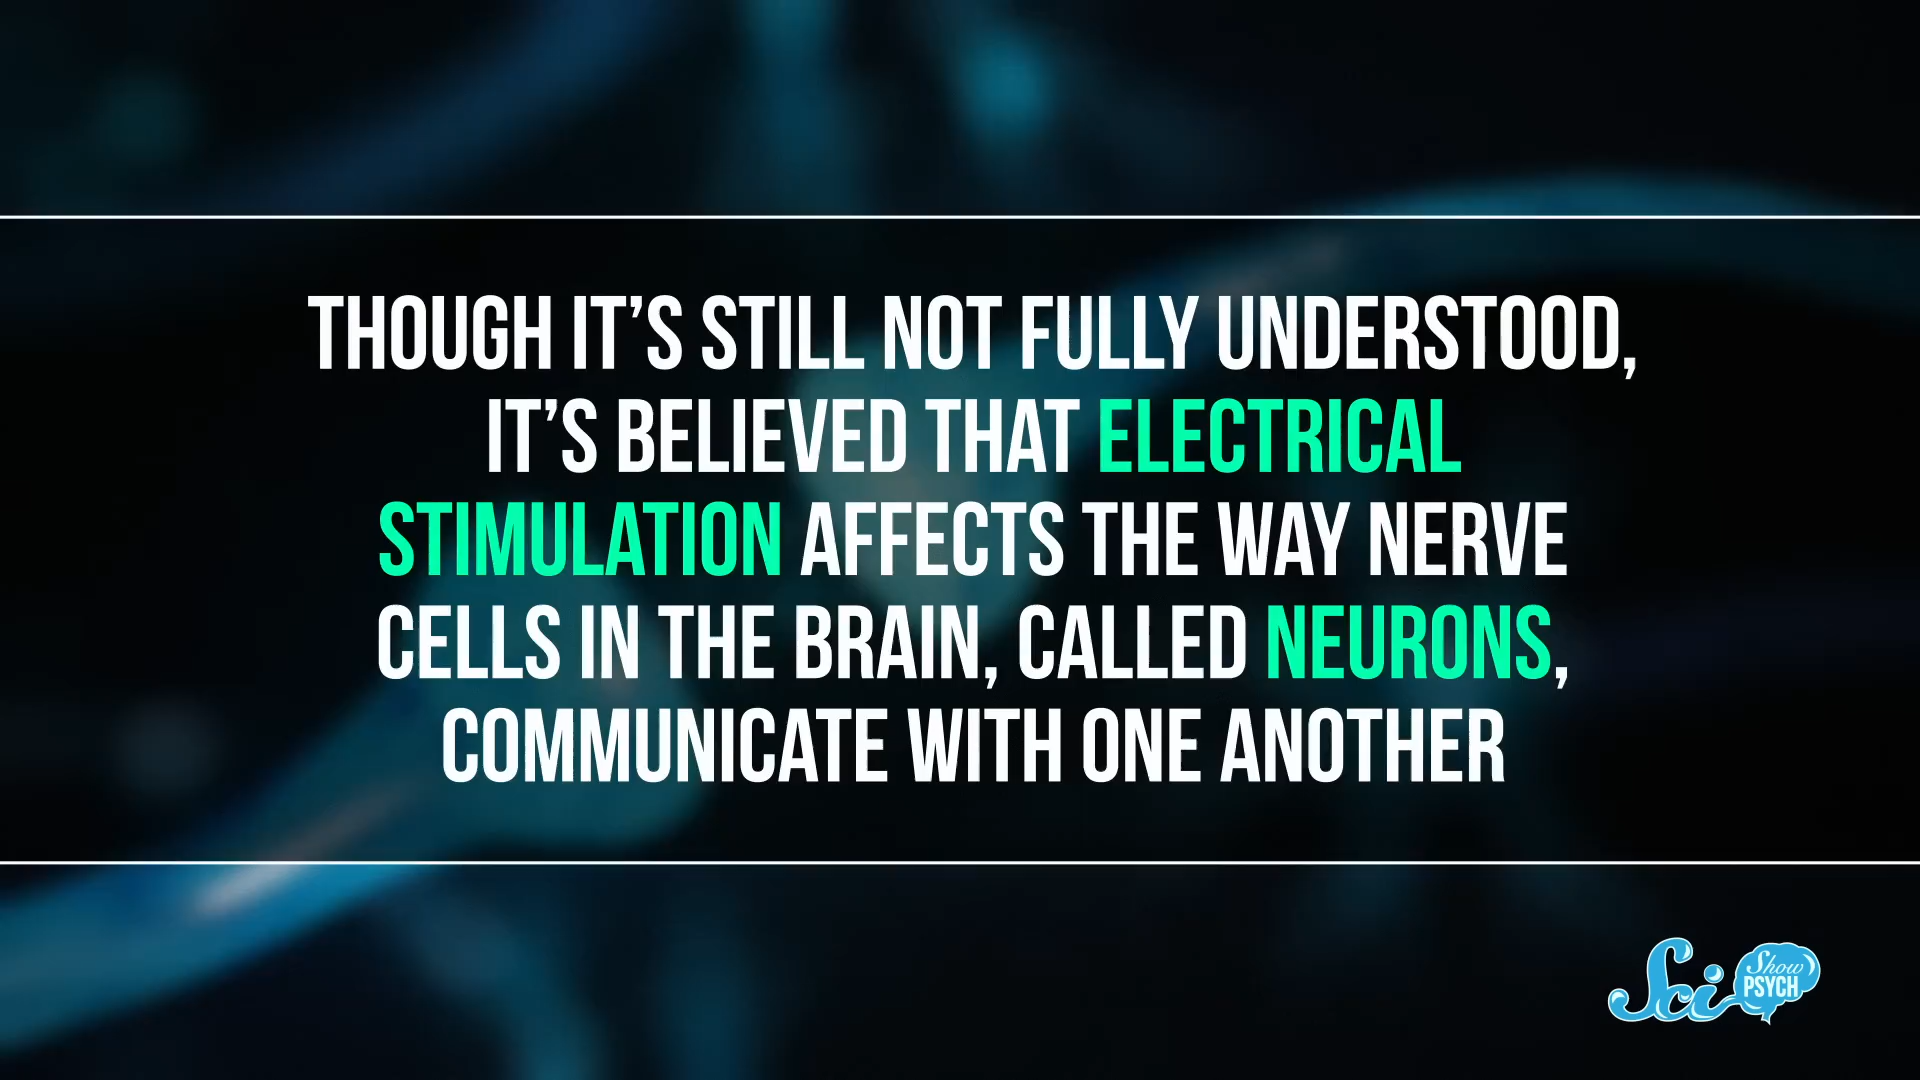 THOUGH IT’S STILL NOT FULLY UNDERSTOOD,
IT’S BELIEVED THAT ELECTRICAL
STIMULATION AFFECTS THE WAY NERVE
CELLS IN THE BRAIN, CALLED NEURONS,
COMMUNICATE WITH ONE ANOTHER
Sci Show
PSYCH